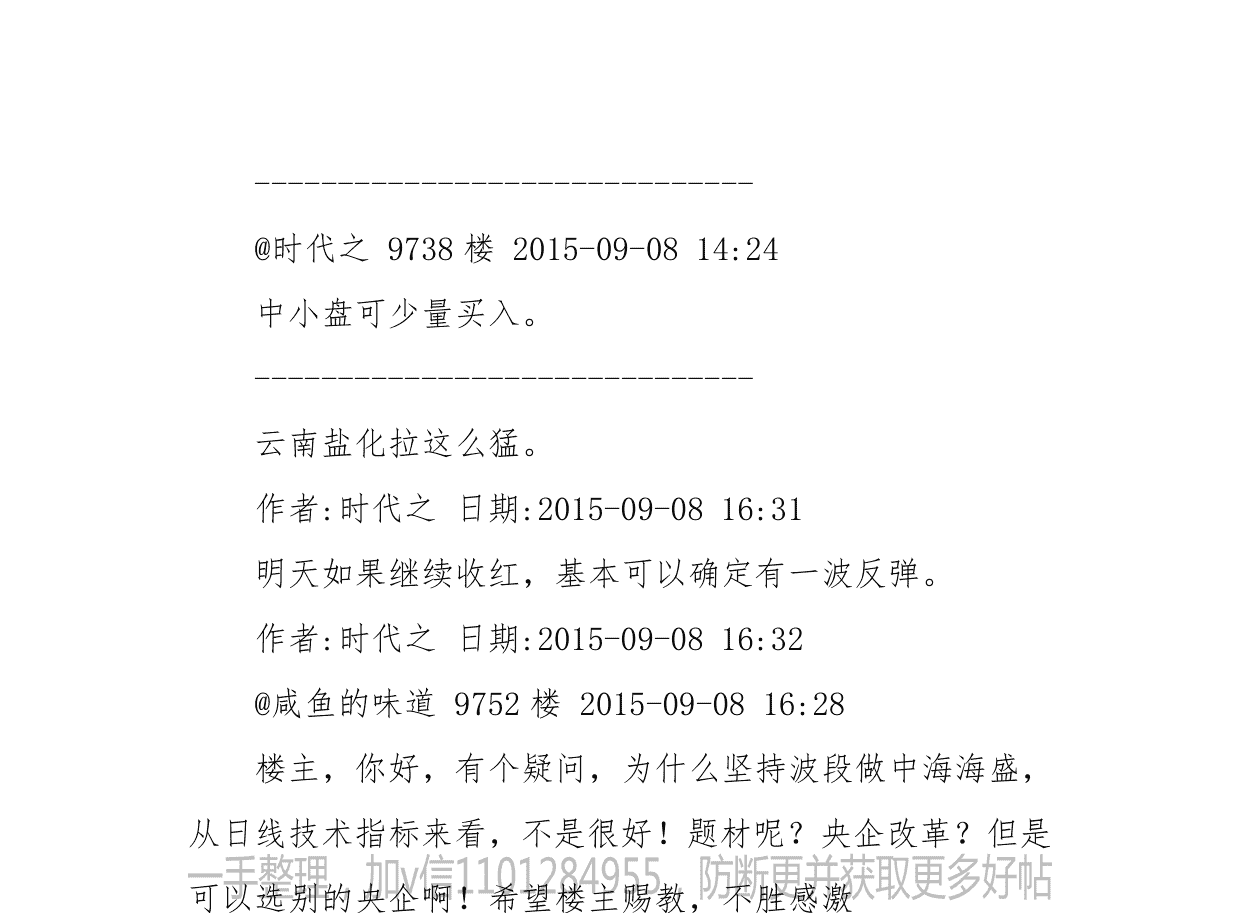 ------------------------------
@时代之 9738楼 2015-09-08 14:24
中小盘可少量买入。
------------------------------
云南盐化拉这么猛。
作者:时代之 日期:2015-09-08 16:31
明天如果继续收红，基本可以确定有一波反弹。
作者:时代之 日期:2015-09-08 16:32
@咸鱼的味道 9752楼 2015-09-08 16:28
楼主，你好，有个疑问，为什么坚持波段做中海海盛，
从日线技术指标来看，不是很好！题材呢？央企改革？但是
一手整理，加v信1101284955，防断更并获取更多好帖
可以选别的央企啊！希望楼主赐教，不胜感激